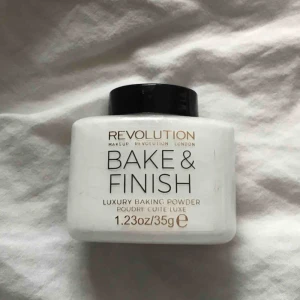 REVOLUTION
MAKEUP REVOLUTION LONDON
BAKE &
FINISH
LUXURY BAKING POWDER
POUDRE CUITE LUXE
1.23oz/35g℮